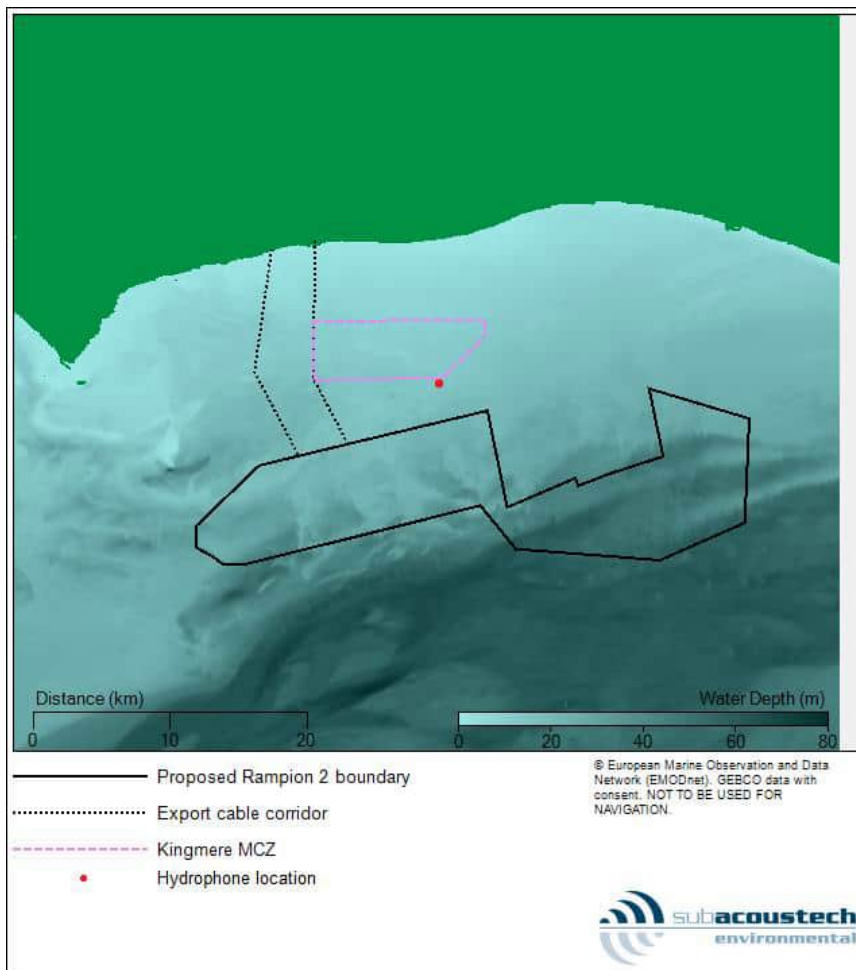 Distance (km)
0 10 20
Water Depth (m)
0 20 40 60 80
Proposed Rampion 2 boundary
Export cable corridor
Kingmere MCZ
Hydrophone location
© European Marine Observation and Data
Network (EMODnet). GEBCO data with
consent. NOT TO BE USED FOR
NAVIGATION.
subacoustech
environmental